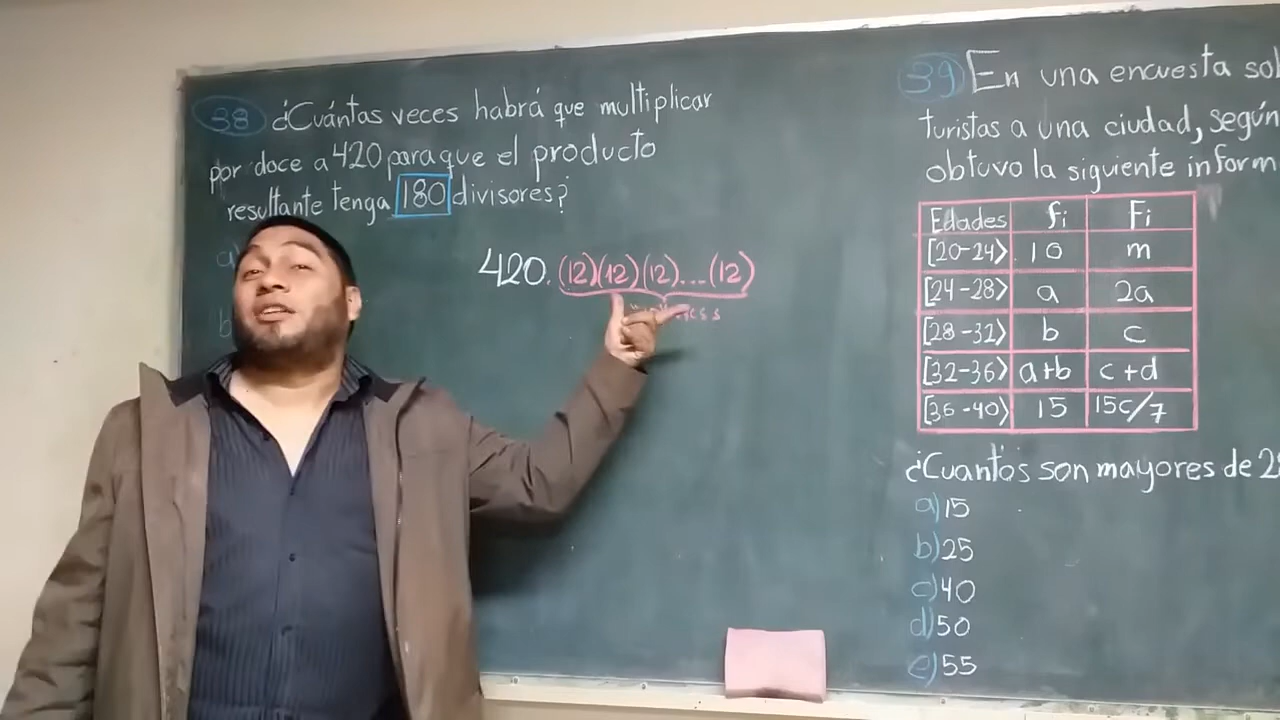 38 ¿Cuántas veces habrá que multiplicar
por doce a 420 para que el producto
resultante tenga 180 divisores?
a)
b
420.(12)(12)(12)...(12)
39 En una encuesta sob
turistas a una ciudad, según
obtuvo la siguiente inform
Edades fi Fi
[20-24⟩ 10 m
[24-28⟩ a 2a
[28-32⟩ b c
[32-36⟩ a+b c+d
[36-40⟩ 15 15c/7
¿Cuantos son mayores de 2
a) 15
b) 25
c) 40
d) 50
e) 55